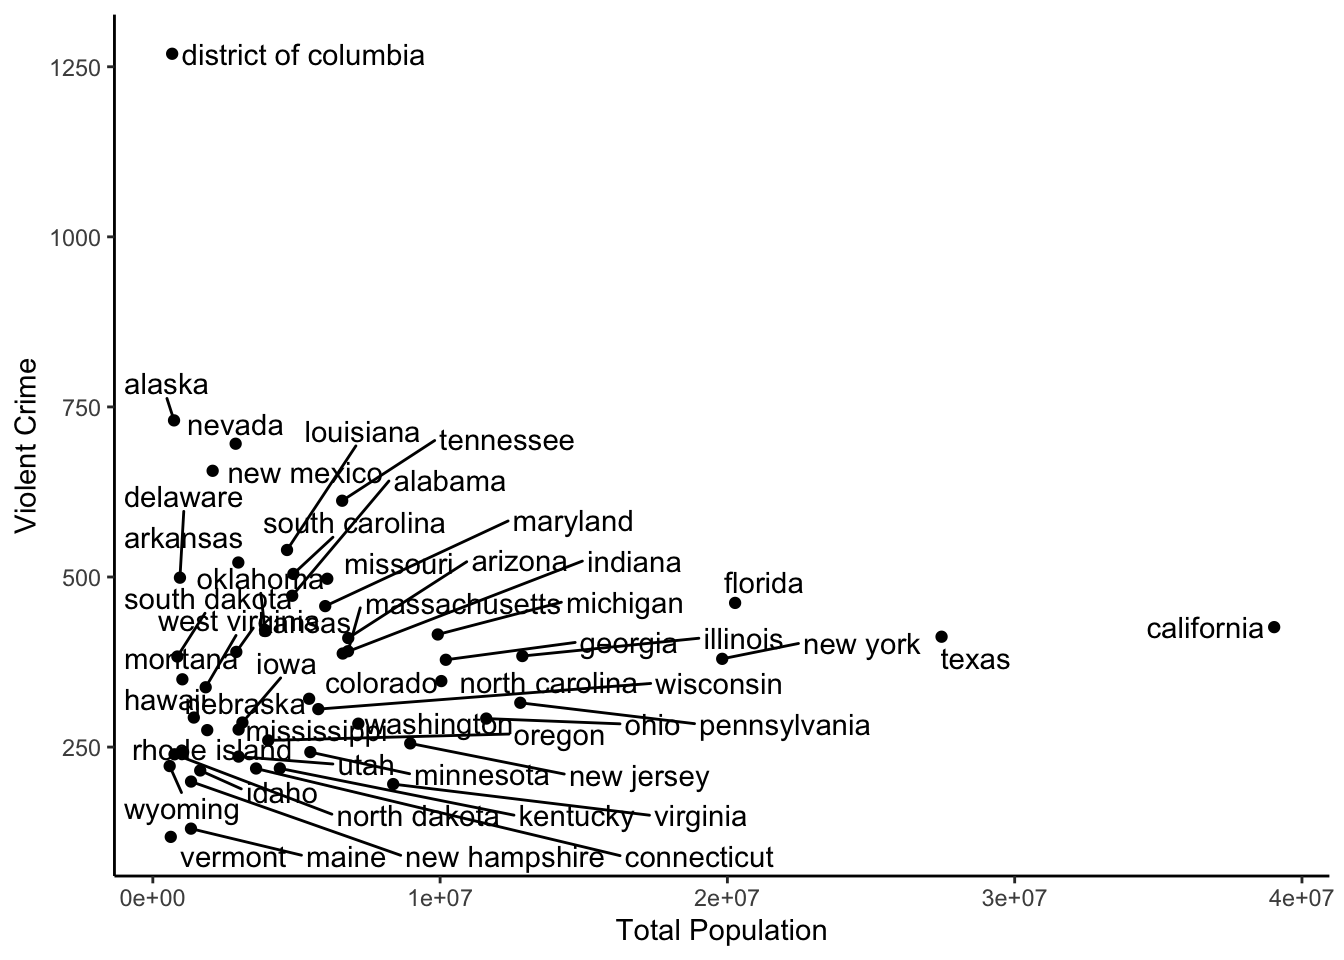 district of columbia
1250
1000
Violent Crime
alaska
750
nevada
louisiana
tennessee
new mexico
alabama
delaware
south carolina
maryland
arkansas
missouri
arizona
indiana
500
oklahoma
florida
south dakota
massachusetts
michigan
west virginia
kansas
california
georgia
illinois
new york
montana
iowa
texas
colorado
north carolina
wisconsin
hawaii
nebraska
mississippi
washington
ohio
pennsylvania
oregon
250
rhode island
utah
minnesota
new jersey
idaho
wyoming
north dakota
kentucky
virginia
vermont
maine
new hampshire
connecticut
0e+00
1e+07
2e+07
3e+07
4e+07
Total Population